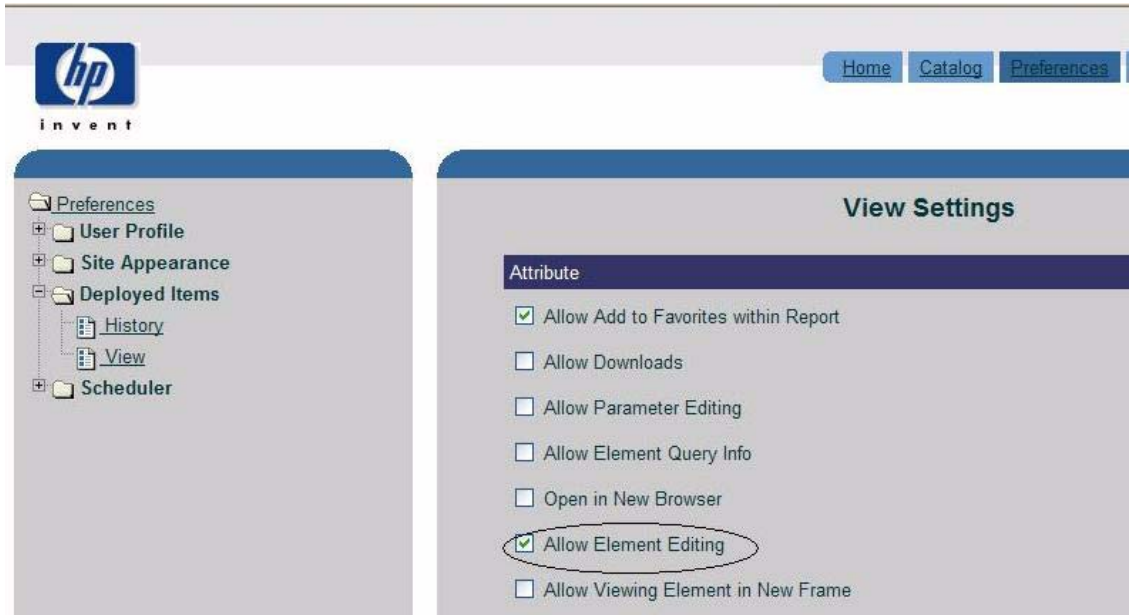 hp
invent
Home Catalog Preferences
Preferences
User Profile
Site Appearance
Deployed Items
History
View
Scheduler
View Settings
Attribute
Allow Add to Favorites within Report
Allow Downloads
Allow Parameter Editing
Allow Element Query Info
Open in New Browser
Allow Element Editing
Allow Viewing Element in New Frame